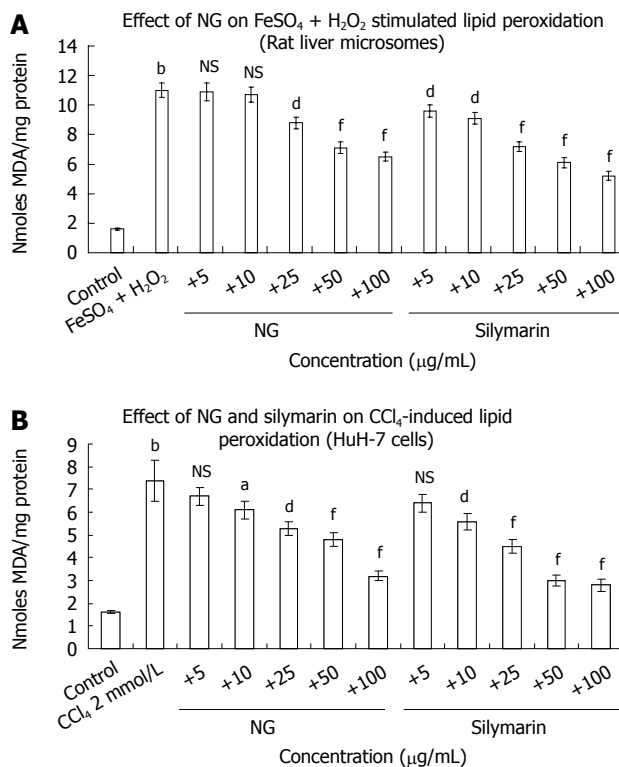 A
Effect of NG on FeSO₄ + H₂O₂ stimulated lipid peroxidation
(Rat liver microsomes)
Nmoles MDA/mg protein
14
12
10
8
6
4
2
0
b
NS
NS
d
f
f
d
d
f
f
f
Control
FeSO₄ + H₂O₂
+5
+10
+25
+50
+100
+5
+10
+25
+50
+100
NG
Silymarin
Concentration (µg/mL)
B
Effect of NG and silymarin on CCl₄-induced lipid
peroxidation (HuH-7 cells)
Nmoles MDA/mg protein
9
8
7
6
5
4
3
2
1
0
b
NS
a
d
f
f
NS
d
f
f
f
Control
CCl₄ 2 mmol/L
+5
+10
+25
+50
+100
+5
+10
+25
+50
+100
NG
Silymarin
Concentration (µg/mL)